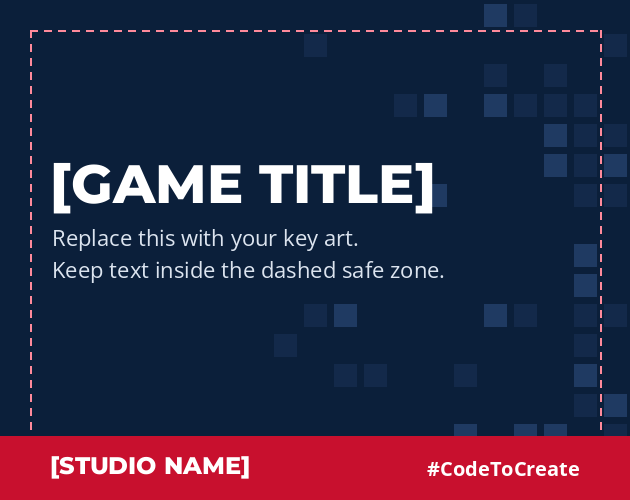 [GAME TITLE]
Replace this with your key art.
Keep text inside the dashed safe zone.
[STUDIO NAME]
#CodeToCreate